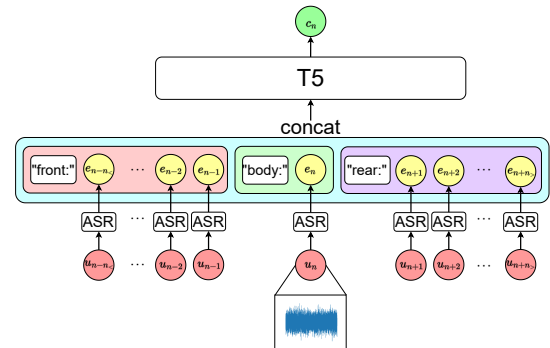 c_n
T5
concat
"front:" e_{n-n_<} ... e_{n-2} e_{n-1} "body:" e_n "rear:" e_{n+1} e_{n+2} ... e_{n+n_>}
ASR ... ASR ASR ASR ASR ASR ... ASR
u_{n-n_<} ... u_{n-2} u_{n-1} u_n u_{n+1} u_{n+2} ... u_{n+n_>}